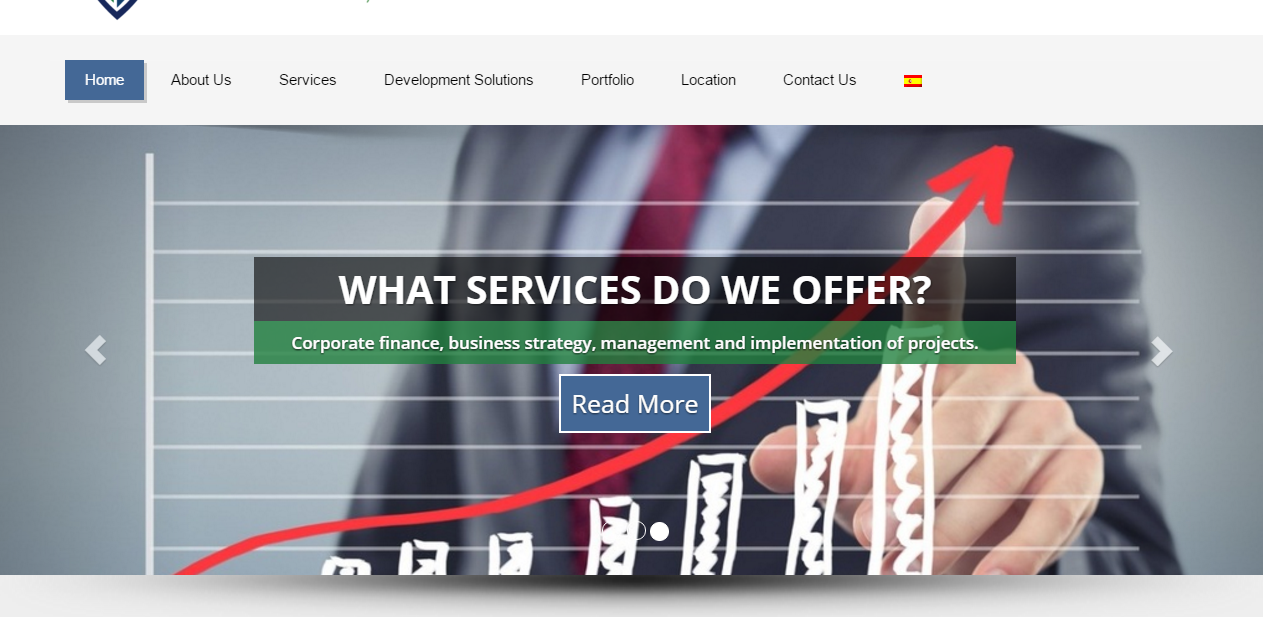 Home About Us Services Development Solutions Portfolio Location Contact Us
WHAT SERVICES DO WE OFFER?
Corporate finance, business strategy, management and implementation of projects.
Read More